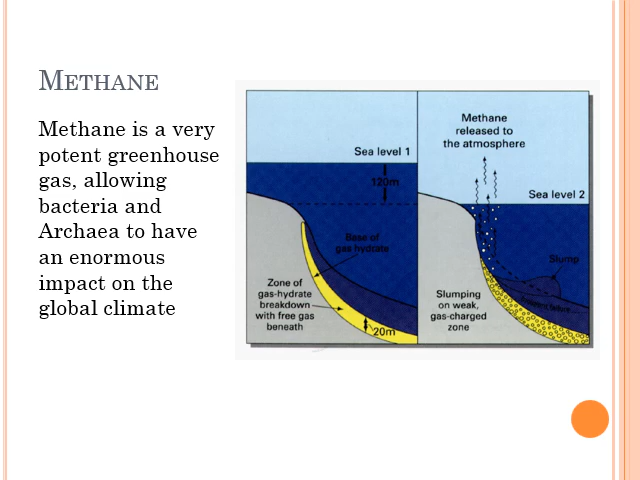 METHANE
Methane is a very
potent greenhouse
gas, allowing
bacteria and
Archaea to have
an enormous
impact on the
global climate
Sea level 1
120m
Base of
gas hydrate
Zone of
gas-hydrate
breakdown
with free gas
beneath
20m
Methane
released to
the atmosphere
Sea level 2
Slump
Slumping
on weak,
gas-charged
zone